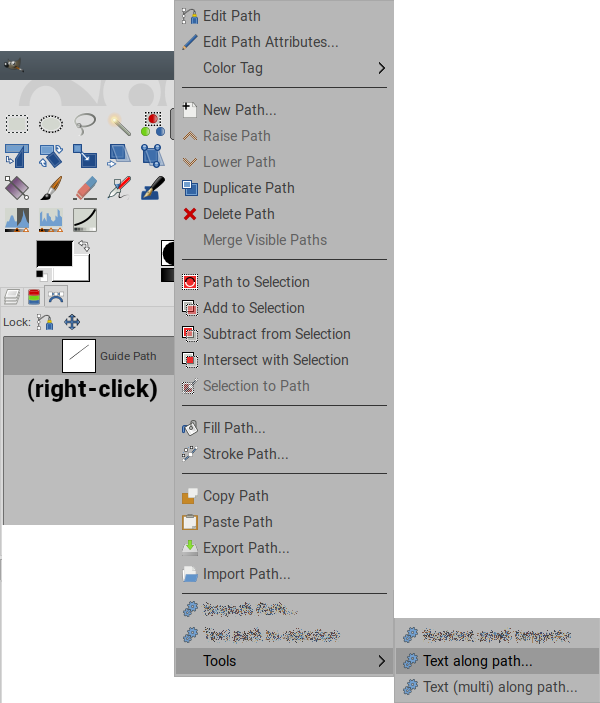 Edit Path
Edit Path Attributes...
Color Tag
New Path...
Raise Path
Lower Path
Duplicate Path
Delete Path
Merge Visible Paths
Path to Selection
Add to Selection
Subtract from Selection
Intersect with Selection
Selection to Path
Fill Path...
Stroke Path...
Copy Path
Paste Path
Export Path...
Import Path...
Tools
Lock:
Guide Path
(right-click)
Text along path...
Text (multi) along path...